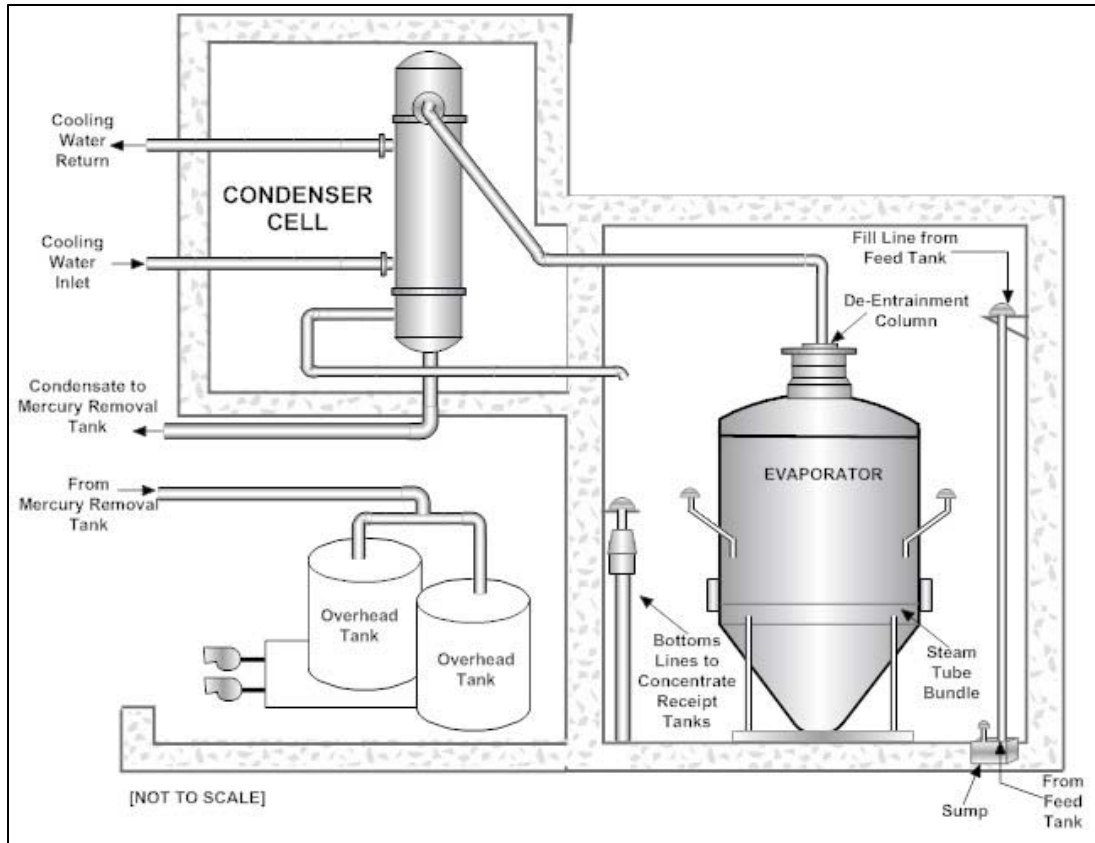 Cooling
Water
Return
CONDENSER
CELL
Cooling
Water
Inlet
Condensate to
Mercury Removal
Tank
From
Mercury Removal
Tank
Overhead
Tank
Overhead
Tank
[NOT TO SCALE]
Fill Line from
Feed Tank
De-Entrainment
Column
EVAPORATOR
Bottoms
Lines to
Concentrate
Receipt
Tanks
Steam
Tube
Bundle
Sump
From
Feed
Tank